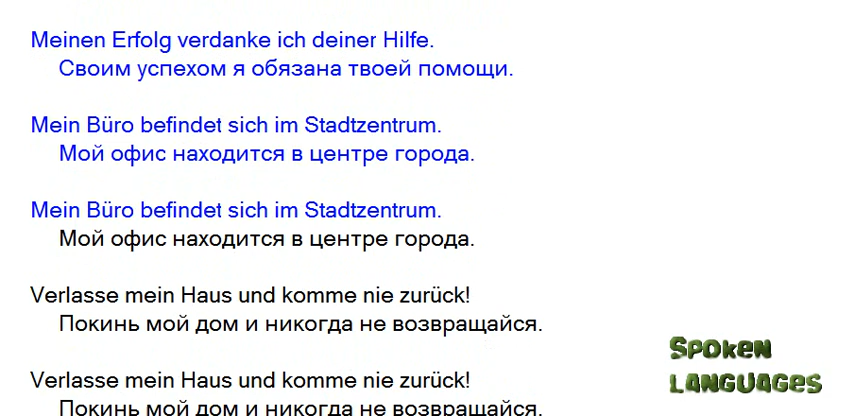 Meinen Erfolg verdanke ich deiner Hilfe.
Своим успехом я обязана твоей помощи.
Mein Büro befindet sich im Stadtzentrum.
Мой офис находится в центре города.
Mein Büro befindet sich im Stadtzentrum.
Мой офис находится в центре города.
Verlasse mein Haus und komme nie zurück!
Покинь мой дом и никогда не возвращайся.
Verlasse mein Haus und komme nie zurück!
Покинь мой дом и никогда не возвращайся.
Spoken
Languages